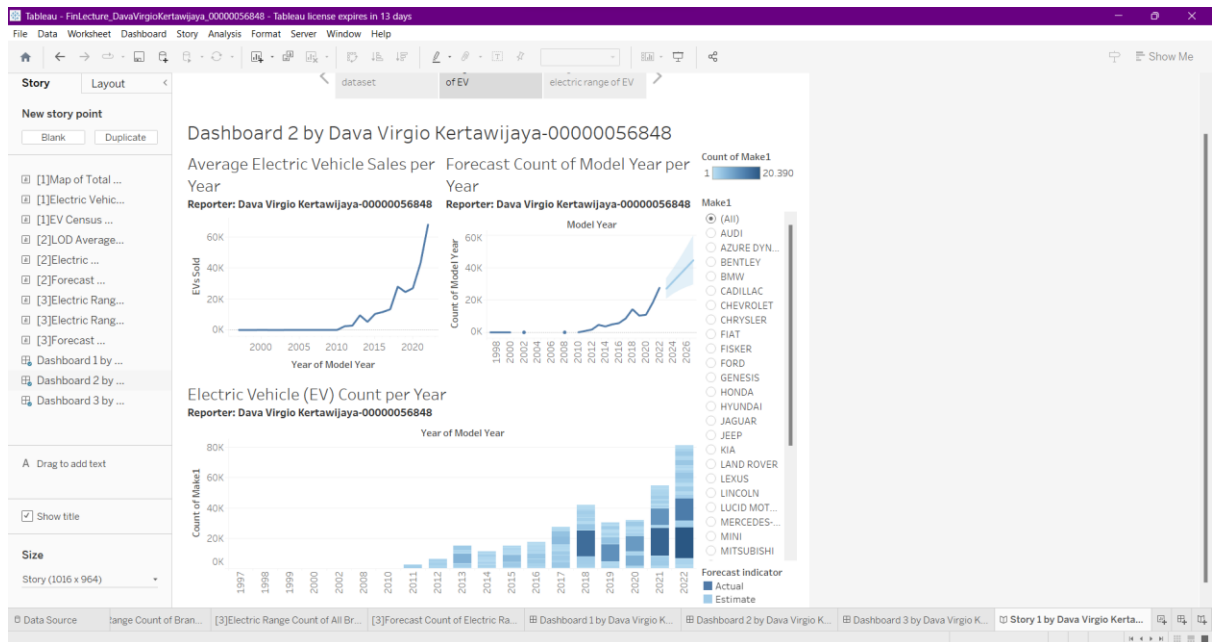 Tableau - FinLecture_DavaVirgioKertawijaya_00000056848 - Tableau license expires in 13 days
File Data Worksheet Dashboard Story Analysis Format Server Window Help
Show Me
Story Layout
New story point
Blank Duplicate
[1]Map of Total ...
[1]Electric Vehic...
[1]EV Census ...
[2]LOD Average...
[2]Electric ...
[2]Forecast ...
[3]Electric Rang...
[3]Electric Rang...
[3]Forecast ...
Dashboard 1 by ...
Dashboard 2 by ...
Dashboard 3 by ...
A Drag to add text
Show title
Size
Story (1016 x 964)
dataset
of EV
electric range of EV
Dashboard 2 by Dava Virgio Kertawijaya-00000056848
Average Electric Vehicle Sales per
Year
Reporter: Dava Virgio Kertawijaya-00000056848
EVs Sold
60K
40K
20K
0K
2000 2005 2010 2015 2020
Year of Model Year
Forecast Count of Model Year per
Year
Reporter: Dava Virgio Kertawijaya-00000056848
Model Year
Count of Model Year
60K
40K
20K
0K
1998 2000 2002 2004 2006 2008 2010 2012 2014 2016 2018 2020 2022 2024 2026
Electric Vehicle (EV) Count per Year
Reporter: Dava Virgio Kertawijaya-00000056848
Year of Model Year
Count of Make1
80K
60K
40K
20K
0K
1997 1998 1999 2000 2002 2008 2010 2011 2012 2013 2014 2015 2016 2017 2018 2019 2020 2021 2022
Count of Make1
1 20.390
Make1
(All)
AUDI
AZURE DYN...
BENTLEY
BMW
CADILLAC
CHEVROLET
CHRYSLER
FIAT
FISKER
FORD
GENESIS
HONDA
HYUNDAI
JAGUAR
JEEP
KIA
LAND ROVER
LEXUS
LINCOLN
LUCID MOT...
MERCEDES-...
MINI
MITSUBISHI
Forecast indicator
Actual
Estimate
Data Source ange Count of Bran... [3]Electric Range Count of All Br... [3]Forecast Count of Electric Ra... Dashboard 1 by Dava Virgio K... Dashboard 2 by Dava Virgio K... Dashboard 3 by Dava Virgio K... Story 1 by Dava Virgio Kerta...